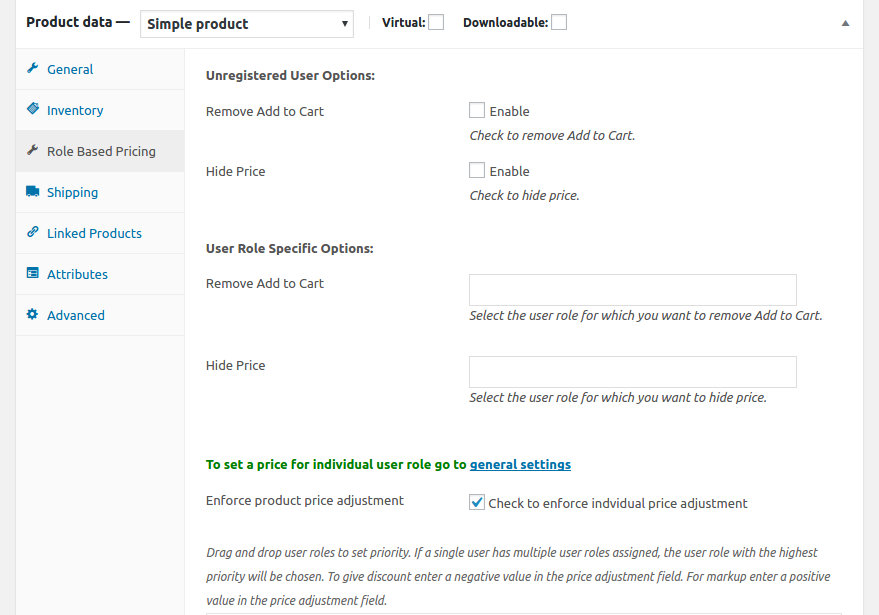 Product data — Simple product Virtual: Downloadable:
General
Inventory
Role Based Pricing
Shipping
Linked Products
Attributes
Advanced
Unregistered User Options:
Remove Add to Cart Enable
Check to remove Add to Cart.
Hide Price Enable
Check to hide price.
User Role Specific Options:
Remove Add to Cart
Select the user role for which you want to remove Add to Cart.
Hide Price
Select the user role for which you want to hide price.
To set a price for individual user role go to general settings
Enforce product price adjustment Check to enforce indvidual price adjustment
Drag and drop user roles to set priority. If a single user has multiple user roles assigned, the user role with the highest
priority will be chosen. To give discount enter a negative value in the price adjustment field. For markup enter a positive
value in the price adjustment field.